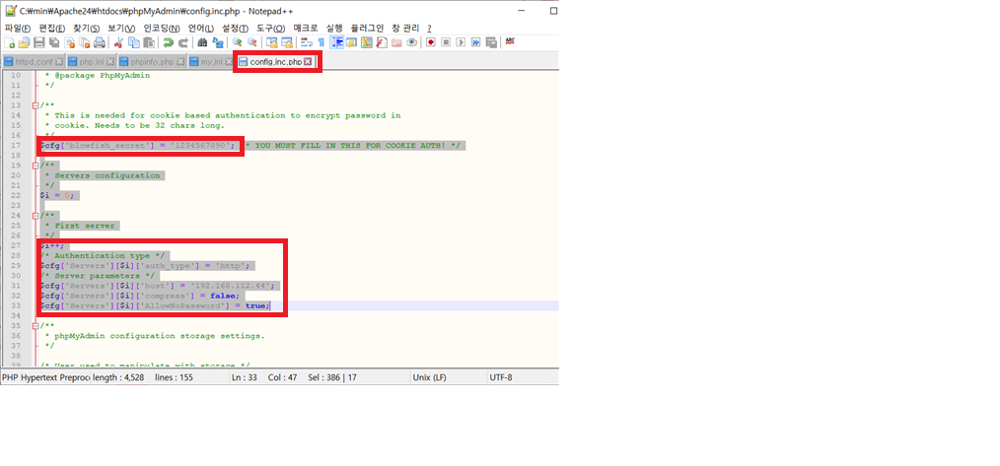 C:₩min₩Apache24₩htdocs₩phpMyAdmin₩config.inc.php - Notepad++
파일(F) 편집(E) 찾기(S) 보기(V) 인코딩(N) 언어(L) 설정(T) 도구(O) 매크로 실행 플러그인 창 관리 ?
httpd.conf php.ini phpinfo.php my.ini config.inc.php
10 * @package PhpMyAdmin
11 */
12
13 /**
14 * This is needed for cookie based authentication to encrypt password in
15 * cookie. Needs to be 32 chars long.
16 */
17 $cfg['blowfish_secret'] = '1234567890'; * YOU MUST FILL IN THIS FOR COOKIE AUTH! */
18
19 /**
20 * Servers configuration
21 */
22 $i = 0;
23
24 /**
25 * First server
26 */
27 $i++;
28 /* Authentication type */
29 $cfg['Servers'][$i]['auth_type'] = 'http';
30 /* Server parameters */
31 $cfg['Servers'][$i]['host'] = '192.168.112.44';
32 $cfg['Servers'][$i]['compress'] = false;
33 $cfg['Servers'][$i]['AllowNoPassword'] = true;
34
35 /**
36 * phpMyAdmin configuration storage settings.
37 */
38
39 /* User used to manipulate with storage */
PHP Hypertext Preproc length : 4,528 lines : 155 Ln : 33 Col : 47 Sel : 386 | 17 Unix (LF) UTF-8